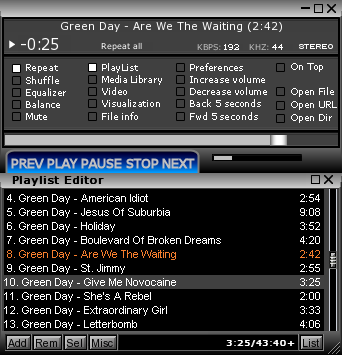 Green Day - Are We The Waiting (2:42)
-0:25 Repeat all KBPS: 192 KHZ: 44 STEREO
Repeat PlayList Preferences On Top
Shuffle Media Library Increase volume
Equalizer Video Decrease volume Open File
Balance Visualization Back 5 seconds Open URL
Mute File info Fwd 5 seconds Open Dir
PREV PLAY PAUSE STOP NEXT
Playlist Editor
4. Green Day - American Idiot 2:54
5. Green Day - Jesus Of Suburbia 9:08
6. Green Day - Holiday 3:52
7. Green Day - Boulevard Of Broken Dreams 4:20
8. Green Day - Are We The Waiting 2:42
9. Green Day - St. Jimmy 2:55
10. Green Day - Give Me Novocaine 3:25
11. Green Day - She's A Rebel 2:00
12. Green Day - Extraordinary Girl 3:33
13. Green Day - Letterbomb 4:06
Add Rem Sel Misc 3:25/43:40+ List